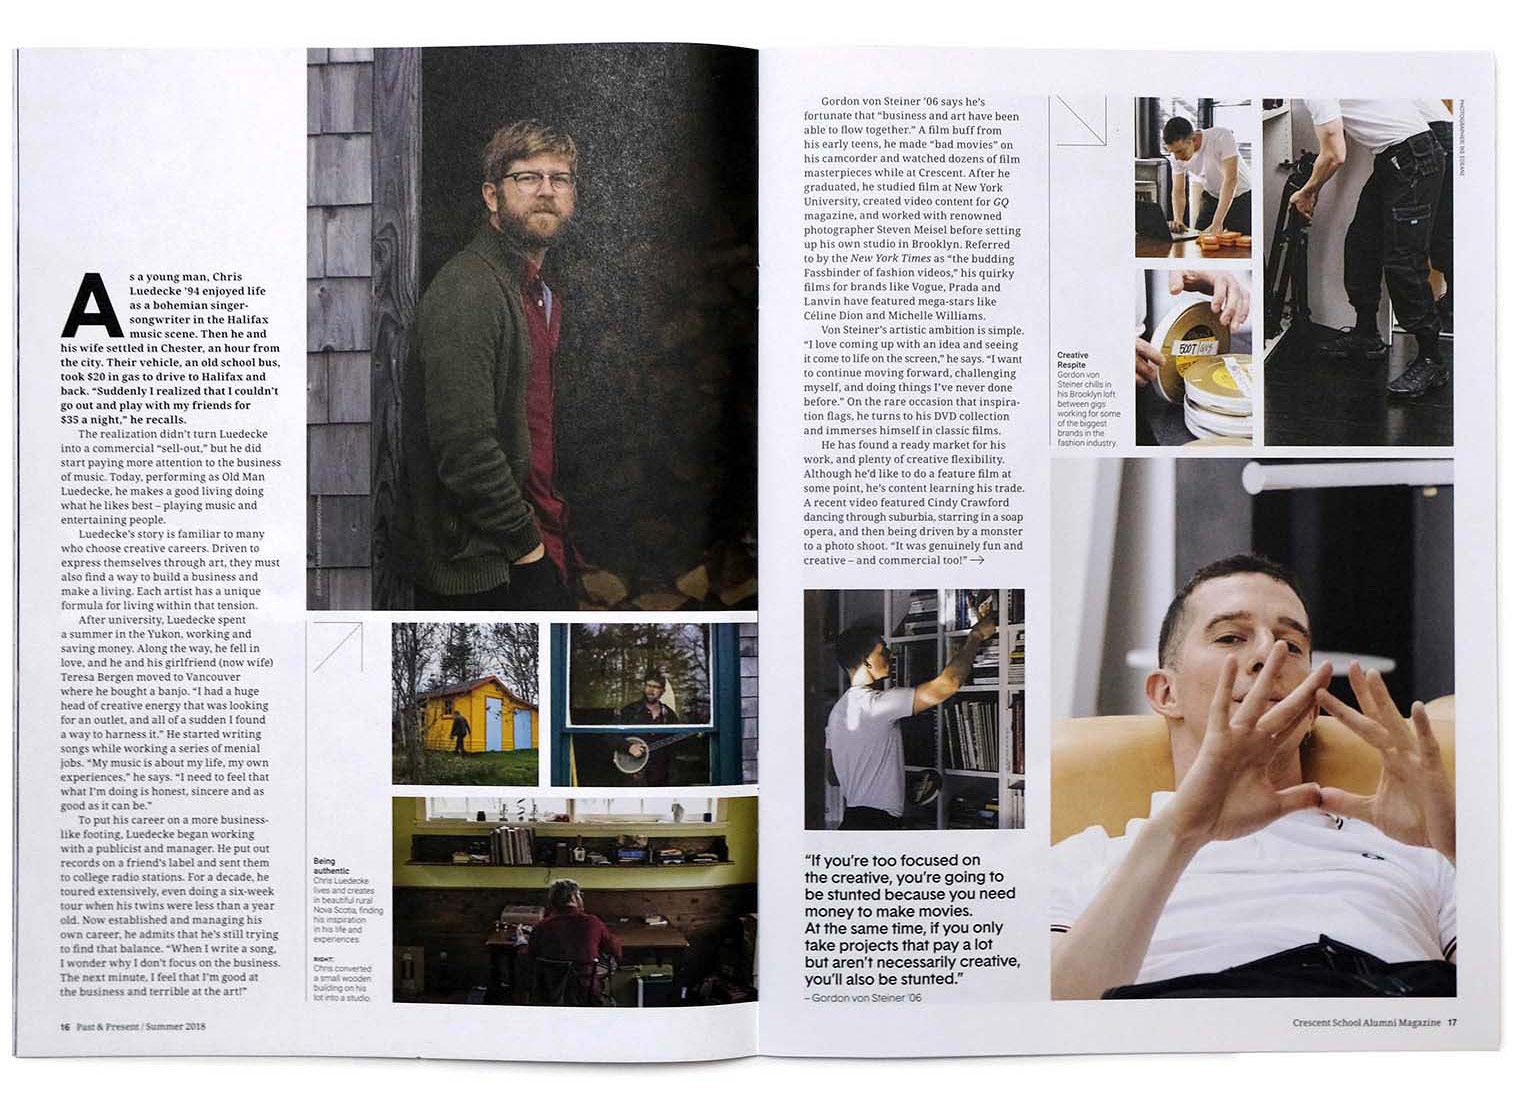 As a young man, Chris
Luedecke ’94 enjoyed life
as a bohemian singer-
songwriter in the Halifax
music scene. Then he and
his wife settled in Chester, an hour from
the city. Their vehicle, an old school bus,
took $20 in gas to drive to Halifax and
back. “Suddenly I realized that I couldn’t
go out and play with my friends for
$35 a night,” he recalls.
The realization didn’t turn Luedecke
into a commercial “sell-out,” but he did
start paying more attention to the business
of music. Today, performing as Old Man
Luedecke, he makes a good living doing
what he likes best – playing music and
entertaining people.
Luedecke’s story is familiar to many
who choose creative careers. Driven to
express themselves through art, they must
also find a way to build a business and
make a living. Each artist has a unique
formula for living within that tension.
After university, Luedecke spent
a summer in the Yukon, working and
saving money. Along the way, he fell in
love, and he and his girlfriend (now wife)
Teresa Bergen moved to Vancouver
where he bought a banjo. “I had a huge
head of creative energy that was looking
for an outlet, and all of a sudden I found
a way to harness it.” He started writing
songs while working a series of menial
jobs. “My music is about my life, my own
experiences,” he says. “I need to feel that
what I’m doing is honest, sincere and as
good as it can be.”
To put his career on a more business-
like footing, Luedecke began working
with a publicist and manager. He put out
records on a friend’s label and sent them
to college radio stations. For a decade, he
toured extensively, even doing a six-week
tour when his twins were less than a year
old. Now established and managing his
own career, he admits that he’s still trying
to find that balance. “When I write a song,
I wonder why I don’t focus on the business.
The next minute, I feel that I’m good at
the business and terrible at the art!”
16 Past & Present / Summer 2018
Being
authentic
Chris Luedecke
lives and creates
in beautiful rural
Nova Scotia, finding
his inspiration
in his life and
experiences.
RIGHT:
Chris converted
a small wooden
building on his
lot into a studio.
Gordon von Steiner ’06 says he’s
fortunate that “business and art have been
able to flow together.” A film buff from
his early teens, he made “bad movies” on
his camcorder and watched dozens of film
masterpieces while at Crescent. After he
graduated, he studied film at New York
University, created video content for GQ
magazine, and worked with renowned
photographer Steven Meisel before setting
up his own studio in Brooklyn. Referred
to by the New York Times as “the budding
Fassbinder of fashion videos,” his quirky
films for brands like Vogue, Prada and
Lanvin have featured mega-stars like
Céline Dion and Michelle Williams.
Von Steiner’s artistic ambition is simple.
“I love coming up with an idea and seeing
it come to life on the screen,” he says. “I want
to continue moving forward, challenging
myself, and doing things I’ve never done
before.” On the rare occasion that inspira-
tion flags, he turns to his DVD collection
and immerses himself in classic films.
He has found a ready market for his
work, and plenty of creative flexibility.
Although he’d like to do a feature film at
some point, he’s content learning his trade.
A recent video featured Cindy Crawford
dancing through suburbia, starring in a soap
opera, and then being driven by a monster
to a photo shoot. “It was genuinely fun and
creative – and commercial too!” →
“If you’re too focused on
the creative, you’re going to
be stunted because you need
money to make movies.
At the same time, if you only
take projects that pay a lot
but aren’t necessarily creative,
you’ll also be stunted.”
– Gordon von Steiner ’06
Creative
Respite
Gordon von
Steiner chills in
his Brooklyn loft
between gigs
working for some
of the biggest
brands in the
fashion industry.
500T
Crescent School Alumni Magazine 17